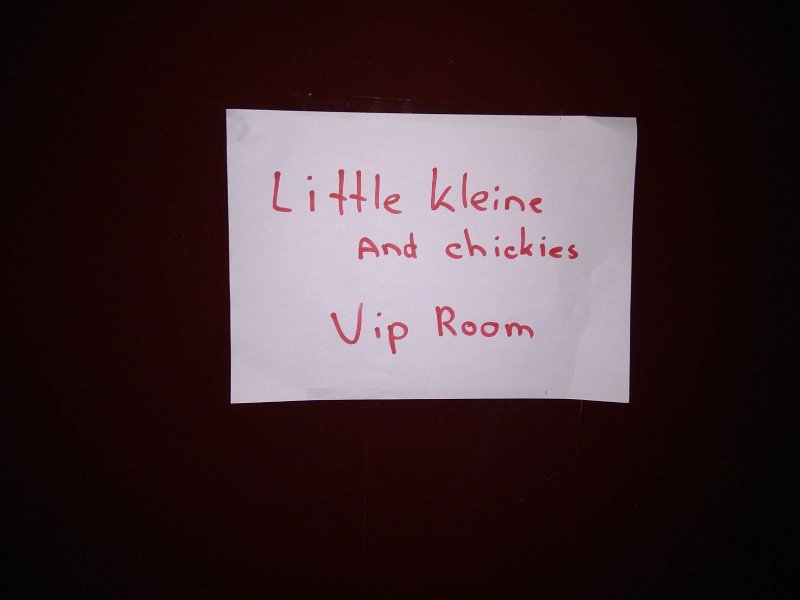 Little kleine
And chickies
Vip Room